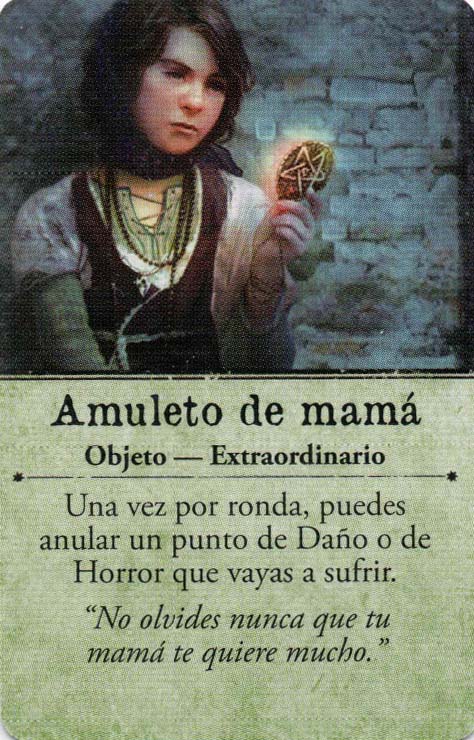 Amuleto de mamá
Objeto — Extraordinario
Una vez por ronda, puedes
anular un punto de Daño o de
Horror que vayas a sufrir.
“No olvides nunca que tu
mamá te quiere mucho.”